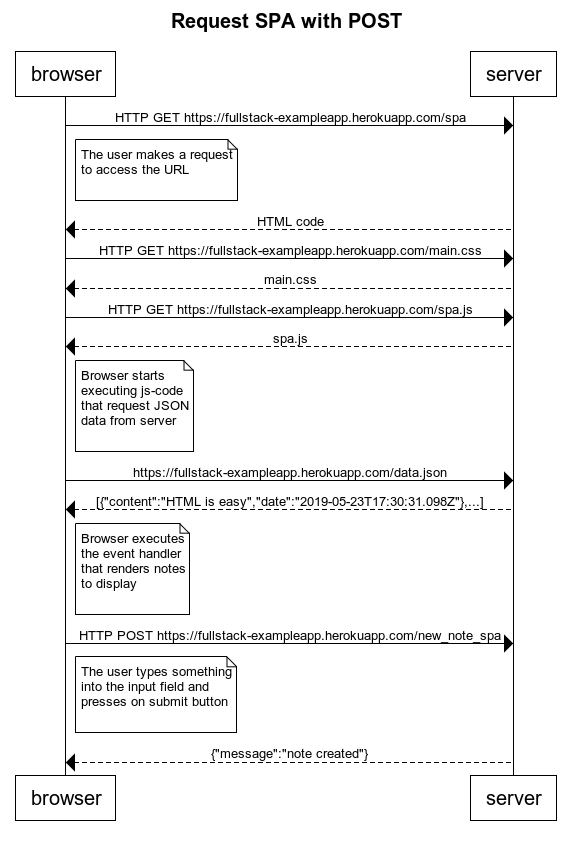 Request SPA with POST
browser
server
HTTP GET https://fullstack-exampleapp.herokuapp.com/spa
The user makes a request
to access the URL
HTML code
HTTP GET https://fullstack-exampleapp.herokuapp.com/main.css
main.css
HTTP GET https://fullstack-exampleapp.herokuapp.com/spa.js
spa.js
Browser starts
executing js-code
that request JSON
data from server
https://fullstack-exampleapp.herokuapp.com/data.json
[{"content":"HTML is easy","date":"2019-05-23T17:30:31.098Z"},...]
Browser executes
the event handler
that renders notes
to display
HTTP POST https://fullstack-exampleapp.herokuapp.com/new_note_spa
The user types something
into the input field and
presses on submit button
{"message":"note created"}
browser
server